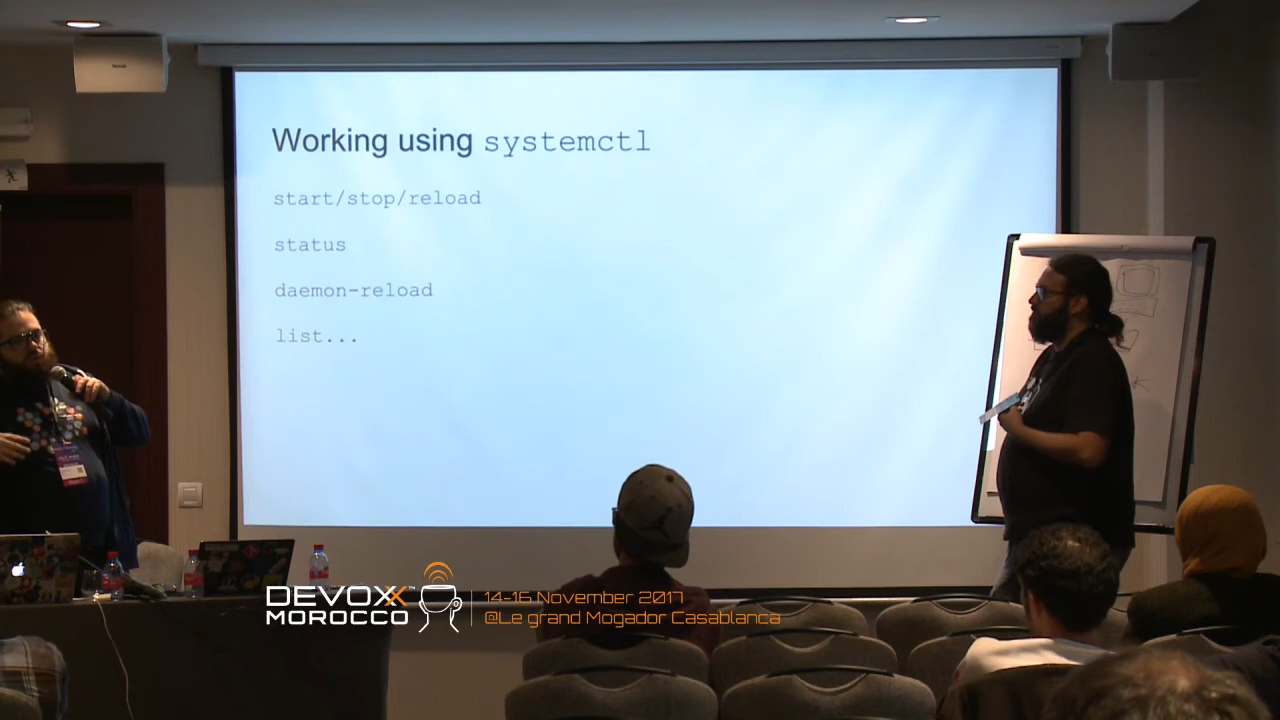 Working using systemctl
start/stop/reload
status
daemon-reload
list...
DEVOXX™
MOROCCO
14-16 November 2017
@Le grand Mogador Casablanca